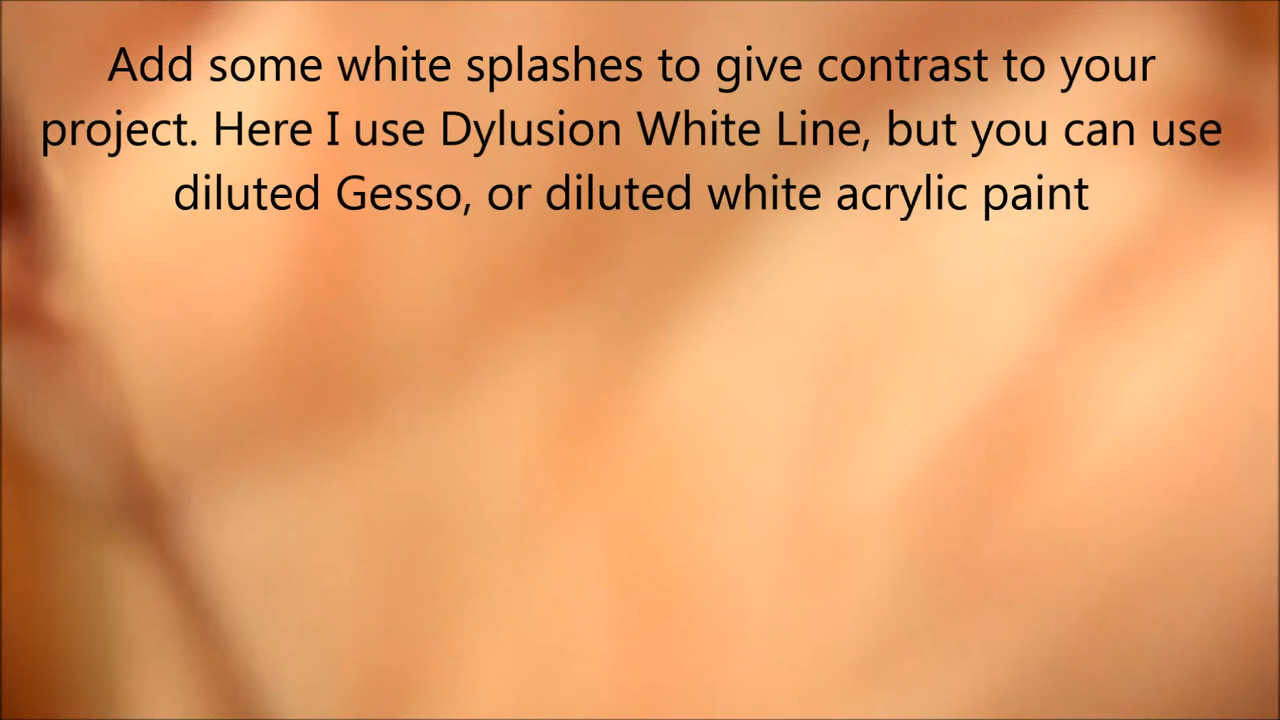 Add some white splashes to give contrast to your
project. Here I use Dylusion White Line, but you can use
diluted Gesso, or diluted white acrylic paint